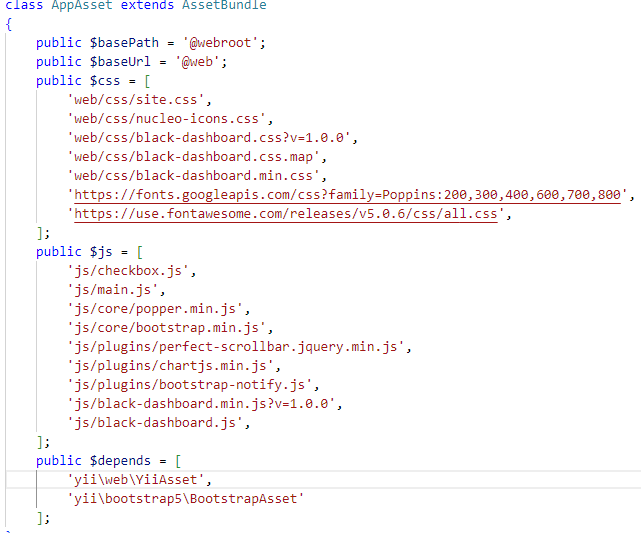 class AppAsset extends AssetBundle
{
    public $basePath = '@webroot';
    public $baseUrl = '@web';
    public $css = [
        'web/css/site.css',
        'web/css/nucleo-icons.css',
        'web/css/black-dashboard.css?v=1.0.0',
        'web/css/black-dashboard.css.map',
        'web/css/black-dashboard.min.css',
        'https://fonts.googleapis.com/css?family=Poppins:200,300,400,600,700,800',
        'https://use.fontawesome.com/releases/v5.0.6/css/all.css',
    ];
    public $js = [
        'js/checkbox.js',
        'js/main.js',
        'js/core/popper.min.js',
        'js/core/bootstrap.min.js',
        'js/plugins/perfect-scrollbar.jquery.min.js',
        'js/plugins/chartjs.min.js',
        'js/plugins/bootstrap-notify.js',
        'js/black-dashboard.min.js?v=1.0.0',
        'js/black-dashboard.js',
    ];
    public $depends = [
        'yii\web\YiiAsset',
        'yii\bootstrap5\BootstrapAsset'
    ];